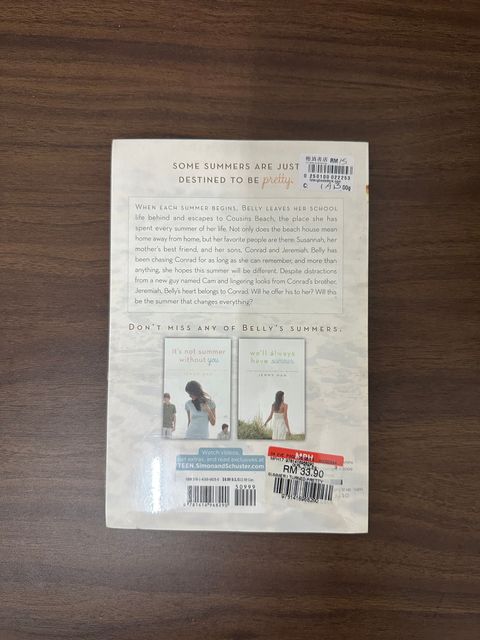 SOME SUMMERS ARE JUST
DESTINED TO BE pretty.
RM 15
WHEN EACH SUMMER BEGINS, BELLY LEAVES HER SCHOOL
life behind and escapes to Cousins Beach, the place she has
spent every summer of her life. Not only does the beach house mean
home away from home, but her favorite people are there: Susannah, her
mother's best friend, and her sons, Conrad and Jeremiah. Belly has
been chasing Conrad for as long as she can remember, and more than
anything, she hopes this summer will be different. Despite distractions
from a new guy named Cam and lingering looks from Conrad's brother,
Jeremiah, Belly's heart belongs to Conrad. Will he offer his to her? Will this
be the summer that changes everything?
DON'T MISS ANY OF BELLY'S SUMMERS.
it's not summer
without you
JENNY HAN
we'll always
have summer
JENNY HAN
Watch videos,
get extras, and read exclusives at
TEEN.SimonandSchuster.com
50999
MPH
RM 33.90